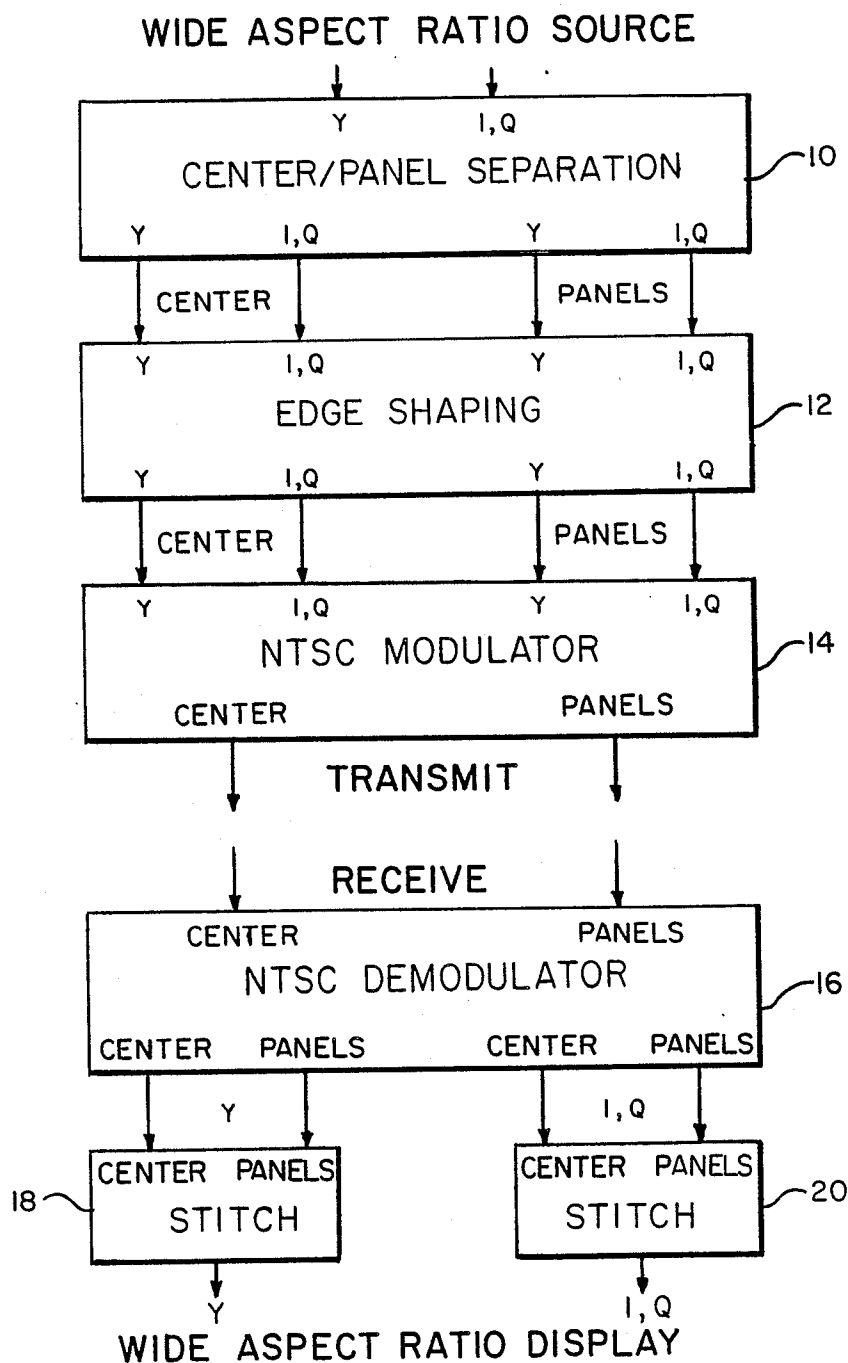 WIDE ASPECT RATIO SOURCE
Y I,Q
CENTER/PANEL SEPARATION
10
Y I,Q Y I,Q
CENTER PANELS
Y I,Q Y I,Q
EDGE SHAPING
12
Y I,Q Y I,Q
CENTER PANELS
Y I,Q Y I,Q
NTSC MODULATOR
14
CENTER PANELS
TRANSMIT
RECEIVE
CENTER PANELS
NTSC DEMODULATOR
16
CENTER PANELS CENTER PANELS
Y I,Q
CENTER PANELS CENTER PANELS
18 STITCH STITCH 20
Y I,Q
WIDE ASPECT RATIO DISPLAY